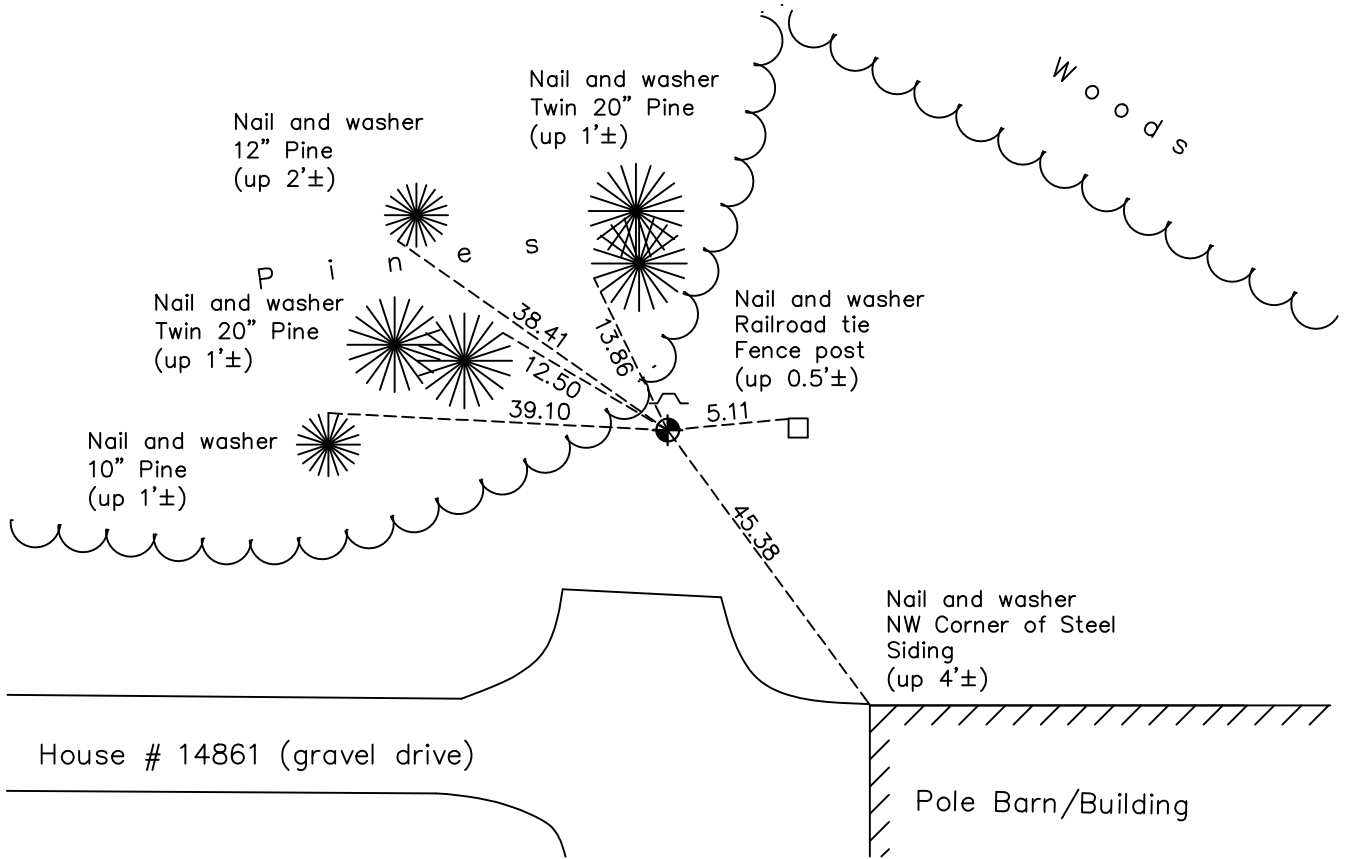 Woods
Nail and washer
Twin 20” Pine
(up 1'±)
Nail and washer
12” Pine
(up 2'±)
Pines
Nail and washer
Twin 20” Pine
(up 1'±)
Nail and washer
Railroad tie
Fence post
(up 0.5'±)
38.41
13.86
12.50
39.10
5.11
Nail and washer
10” Pine
(up 1'±)
45.38
Nail and washer
NW Corner of Steel
Siding
(up 4'±)
House # 14861 (gravel drive)
Pole Barn/Building